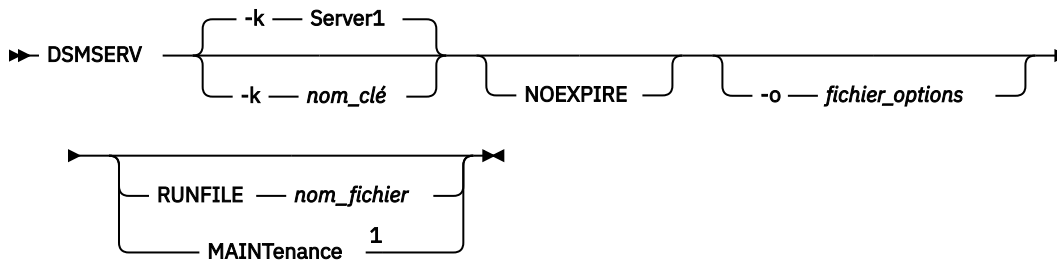 -k Server1
DSMSERV
-k nom_clé
NOEXPIRE
-o fichier_options
RUNFILE nom_fichier
MAINTenance 1